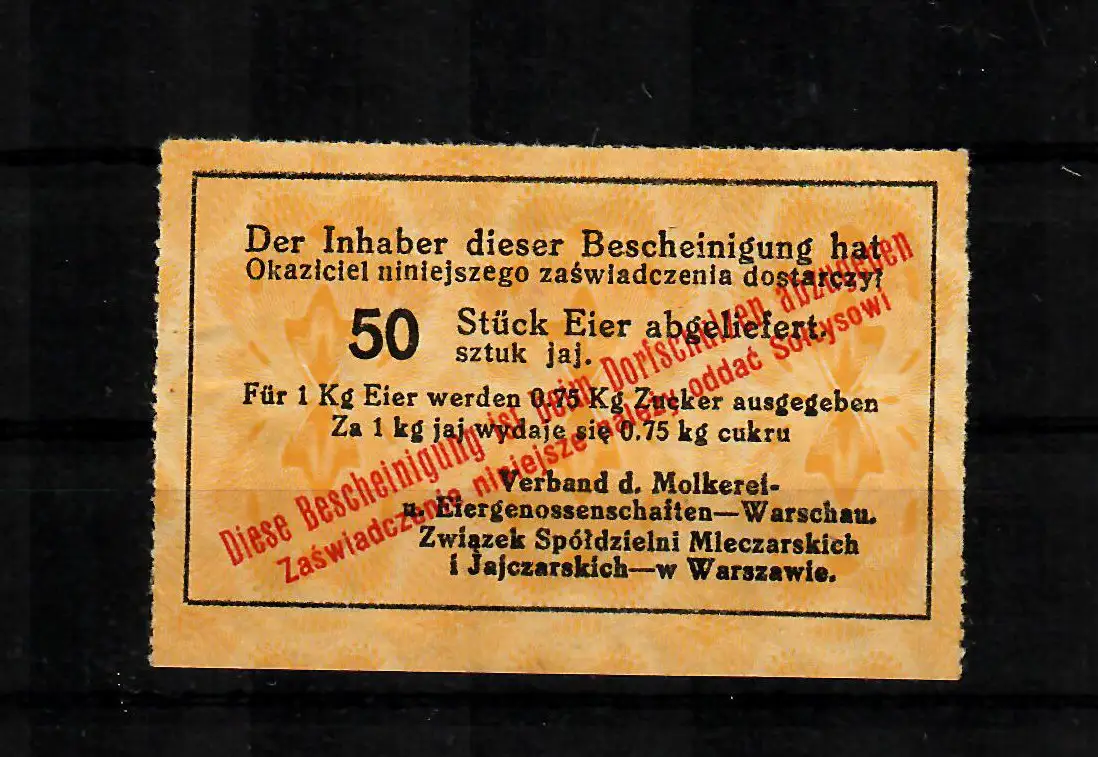 Der Inhaber dieser Bescheinigung hat
Okaziciel niniejszego zaświadczenia dostarczył
50 Stück Eier abgeliefert.
sztuk jaj.
Für 1 Kg Eier werden 0.75 Kg Zucker ausgegeben
Za 1 kg jaj wydaje się 0.75 kg cukru
Verband d. Molkerei-
u. Eiergenossenschaften—Warschau.
Związek Spółdzielni Mleczarskich
i Jajczarskich—w Warszawie.
Diese Bescheinigung ist beim Dorfschulzen abzugeben
Zaświadczenie niniejsze należy oddać Sołtysowi